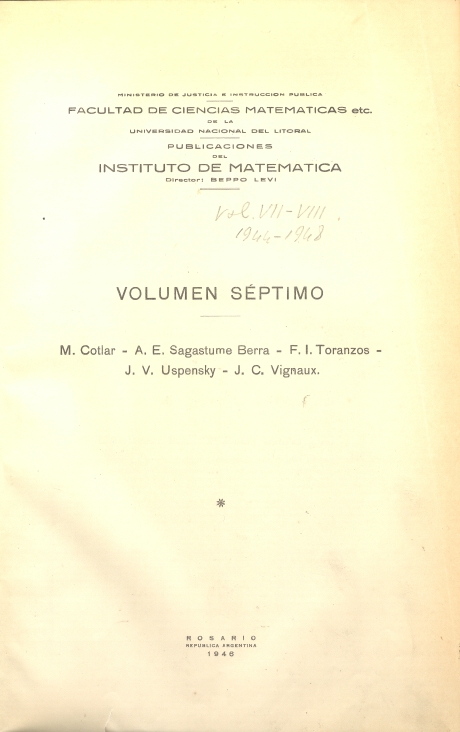 MINISTERIO DE JUSTICIA E INSTRUCCION PUBLICA
FACULTAD DE CIENCIAS MATEMATICAS etc.
DE LA
UNIVERSIDAD NACIONAL DEL LITORAL
PUBLICACIONES
DEL
INSTITUTO DE MATEMATICA
Director: BEPPO LEVI
Vol. VII-VIII.
1944-1948
VOLUMEN SÉPTIMO
M. Cotlar - A. E. Sagastume Berra - F. I. Toranzos -
J. V. Uspensky - J. C. Vignaux.
*
ROSARIO
REPUBLICA ARGENTINA
1946